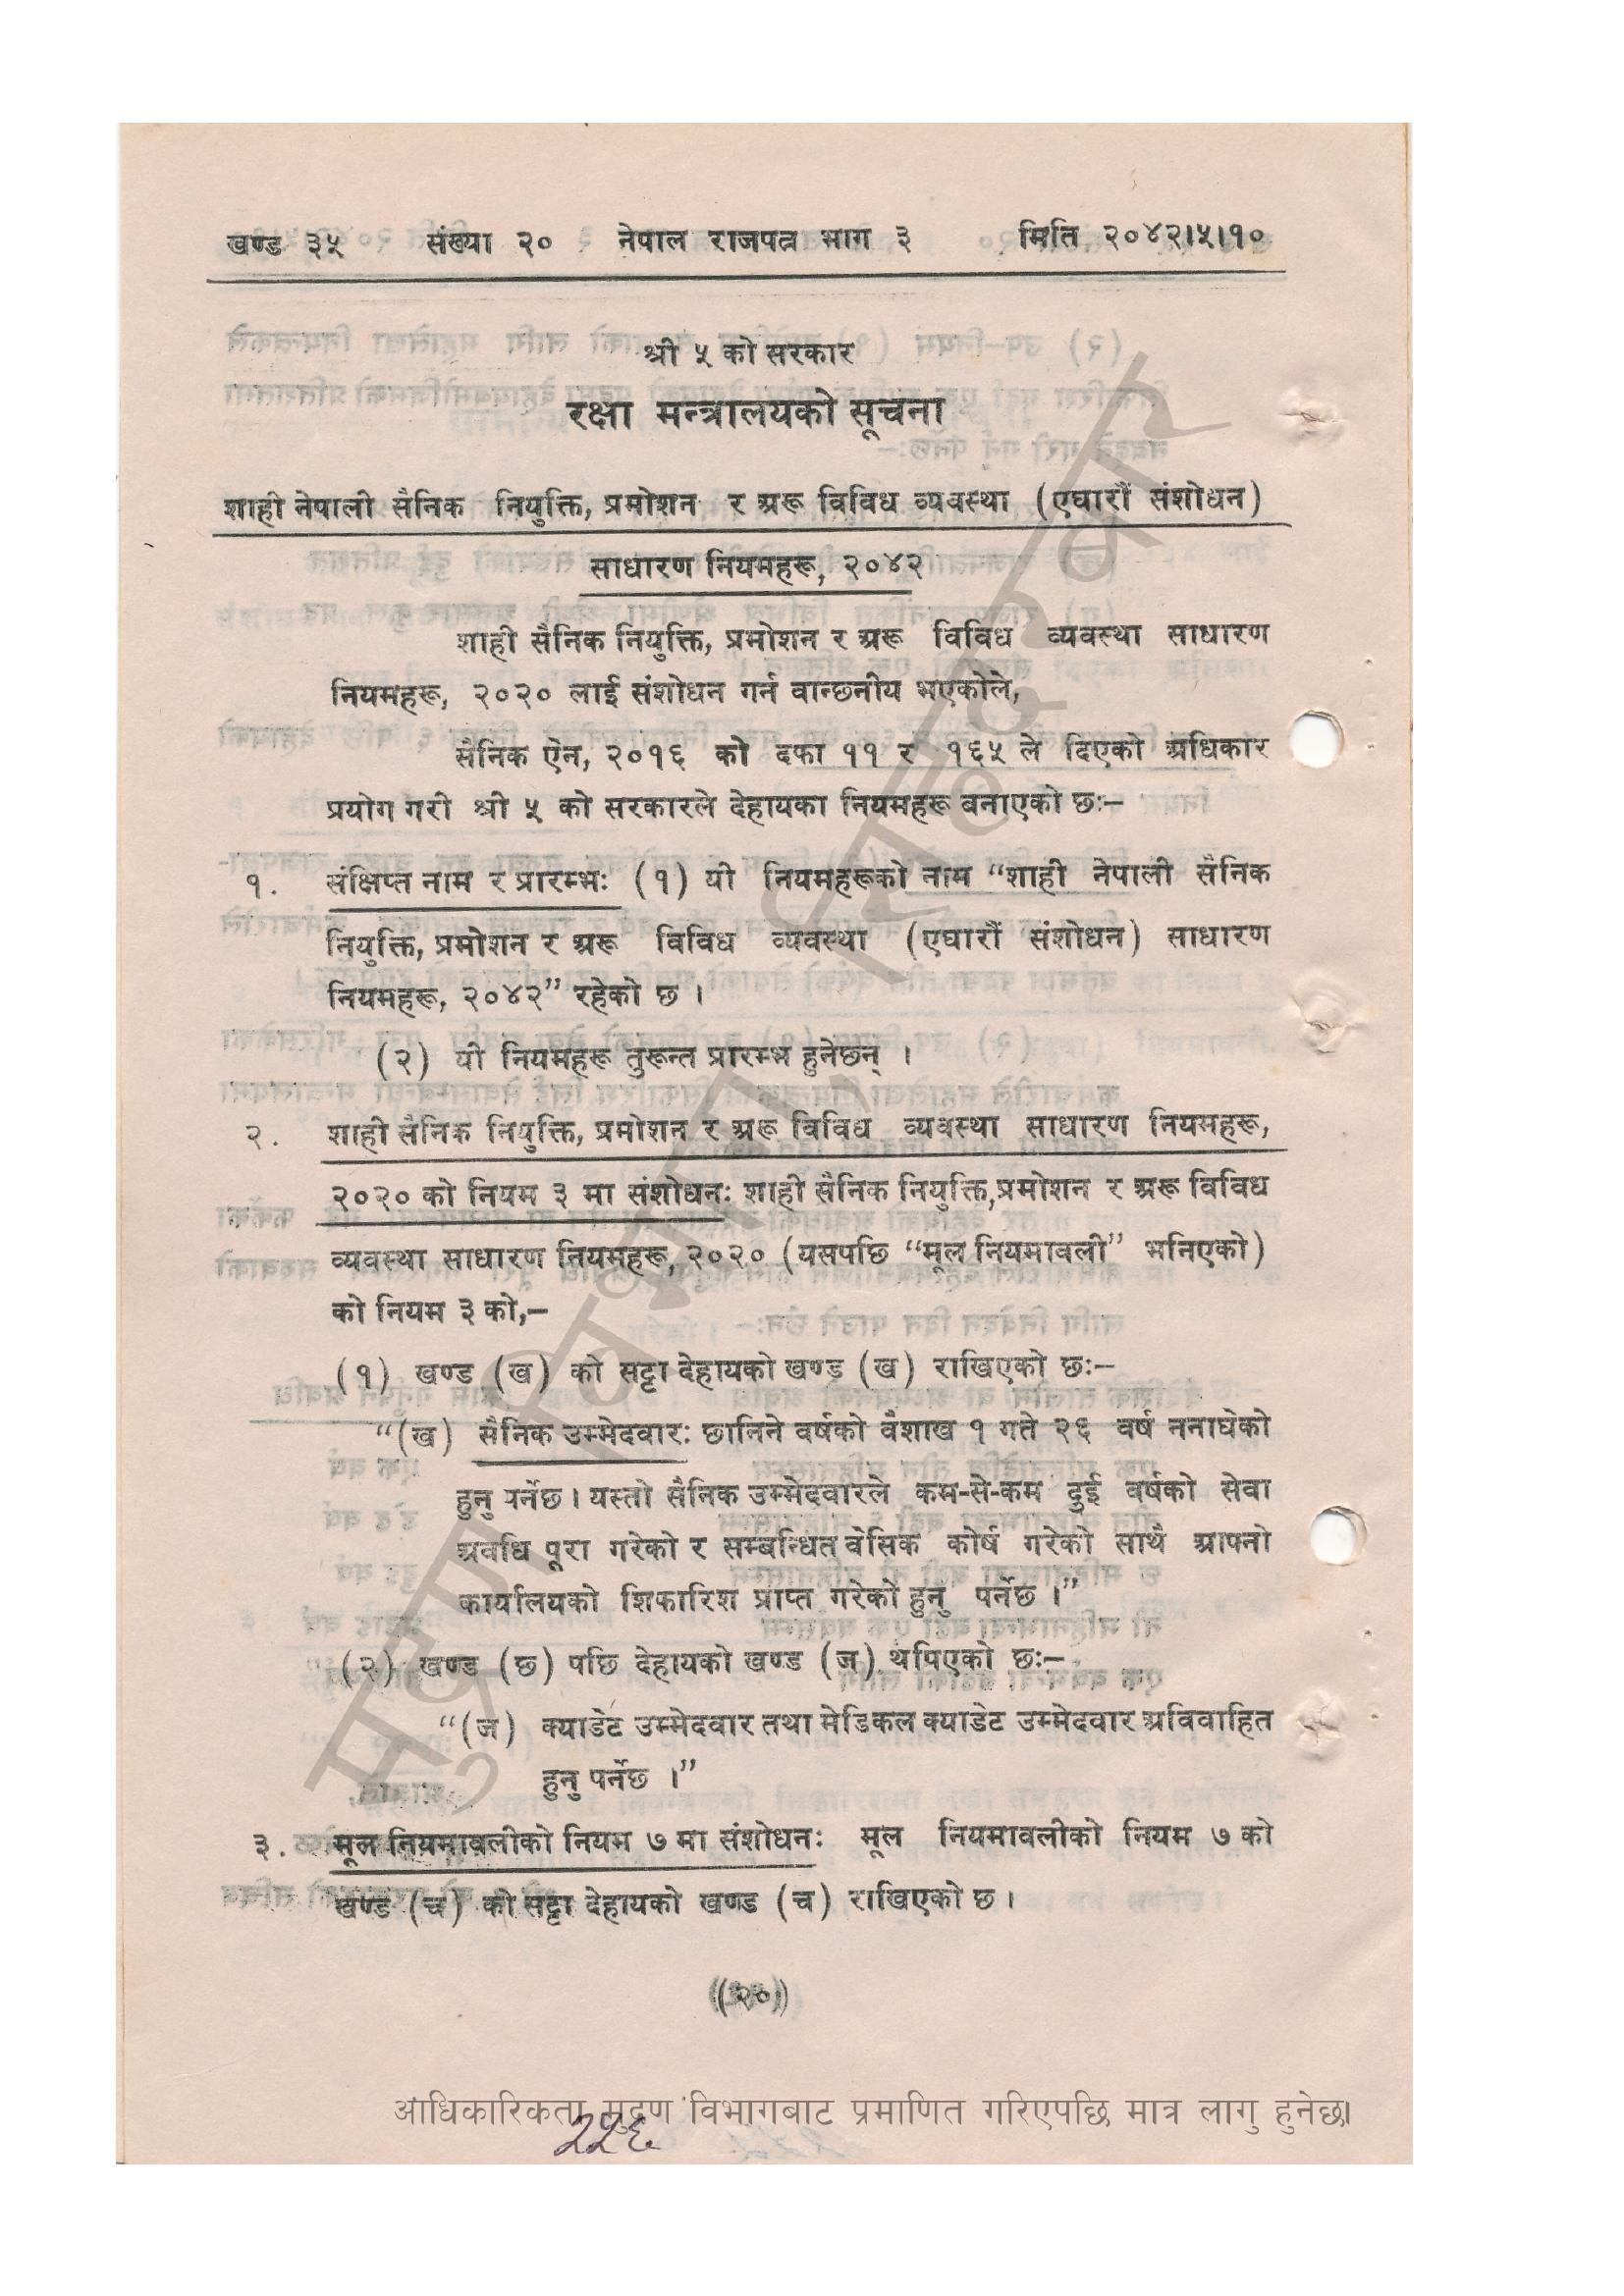 खण्ड ३५ संख्या २० नेपाल राजपत्र भाग ३ मिति २०४२।५।१०
श्री ५ को सरकार
रक्षा मन्त्रालयको सूचना
शाही नेपाली सैनिक नियुक्ति, प्रमोशन र अरू विविध व्यवस्था (एघारौं संशोधन)
साधारण नियमहरू, २०४२
शाही सैनिक नियुक्ति, प्रमोशन र अरू विविध व्यवस्था साधारण
नियमहरू, २०२० लाई संशोधन गर्न वान्छनीय भएकोले,
सैनिक ऐन, २०१६ को दफा ११ र १६५ ले दिएको अधिकार
प्रयोग गरी श्री ५ को सरकारले देहायका नियमहरू बनाएको छः–
१. संक्षिप्त नाम र प्रारम्भः (१) यी नियमहरूको नाम “शाही नेपाली सैनिक
नियुक्ति, प्रमोशन र अरू विविध व्यवस्था (एघारौं संशोधन) साधारण
नियमहरू, २०४२” रहेको छ ।
(२) यी नियमहरू तुरून्त प्रारम्भ हुनेछन् ।
२. शाही सैनिक नियुक्ति, प्रमोशन र अरू विविध व्यवस्था साधारण नियमहरू,
२०२० को नियम ३ मा संशोधनः शाही सैनिक नियुक्ति,प्रमोशन र अरू विविध
व्यवस्था साधारण नियमहरू, २०२० (यसपछि “मूल नियमावली” भनिएको)
को नियम ३ को,–
(१) खण्ड (ख) को सट्टा देहायको खण्ड (ख) राखिएको छः–
“(ख) सैनिक उम्मेदवारः छानिने वर्षको वैशाख १ गते २६ वर्ष ननाघेको
हुनु पर्नेछ । यस्तो सैनिक उम्मेदवारले कम-से-कम दुई वर्षको सेवा
अवधि पूरा गरेको र सम्बन्धित वेसिक कोर्ष गरेको साथै आफ्नो
कार्यालयको शिफारिश प्राप्त गरेको हुनु पर्नेछ ।”
(२) खण्ड (छ) पछि देहायको खण्ड (ज) थपिएको छः–
“(ज) क्याडेट उम्मेदवार तथा मेडिकल क्याडेट उम्मेदवार अविवाहित
हुनु पर्नेछ ।”
३. मूल नियमावलीको नियम ७ मा संशोधनः मूल नियमावलीको नियम ७ को
खण्ड (च) को सट्टा देहायको खण्ड (च) राखिएको छ ।
(२०)
आधिकारिकता मुद्रण विभागबाट प्रमाणित गरिएपछि मात्र लागु हुनेछ।
२२६